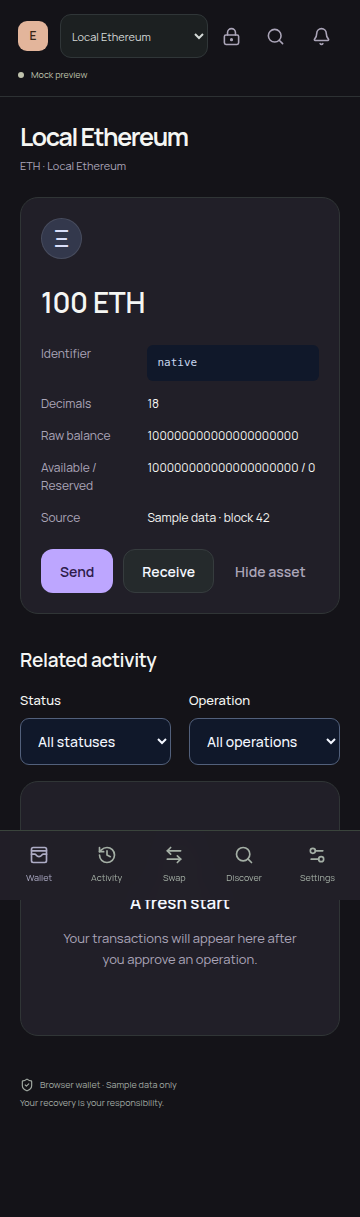 E
Local Ethereum
Mock preview
Local Ethereum
ETH · Local Ethereum
100 ETH
Identifier
native
Decimals
18
Raw balance
100000000000000000000
Available / Reserved
100000000000000000000 / 0
Source
Sample data · block 42
Send
Receive
Hide asset
Related activity
Status
Operation
All statuses
All operations
Wallet
Activity
Swap
Discover
Settings
A fresh start
Your transactions will appear here after
you approve an operation.
Browser wallet · Sample data only
Your recovery is your responsibility.